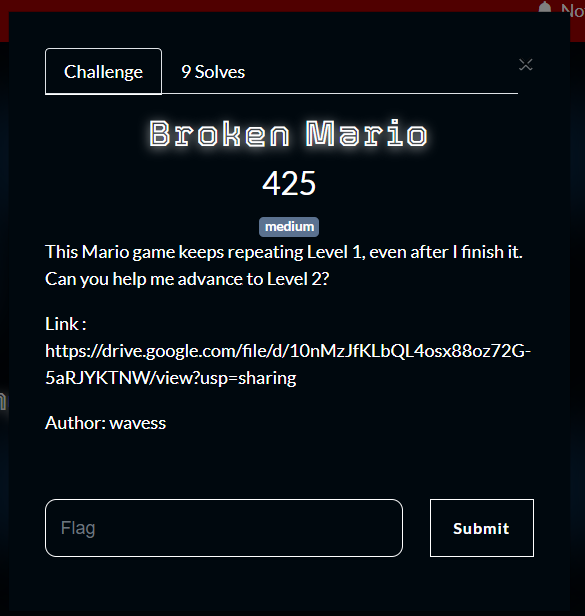 No
Challenge
9 Solves
Broken Mario
425
medium
This Mario game keeps repeating Level 1, even after I finish it.
Can you help me advance to Level 2?
Link :
https://drive.google.com/file/d/10nMzJfKLbQL4osx88oz72G-
5aRJYKTNW/view?usp=sharing
Author: wavess
Flag
Submit